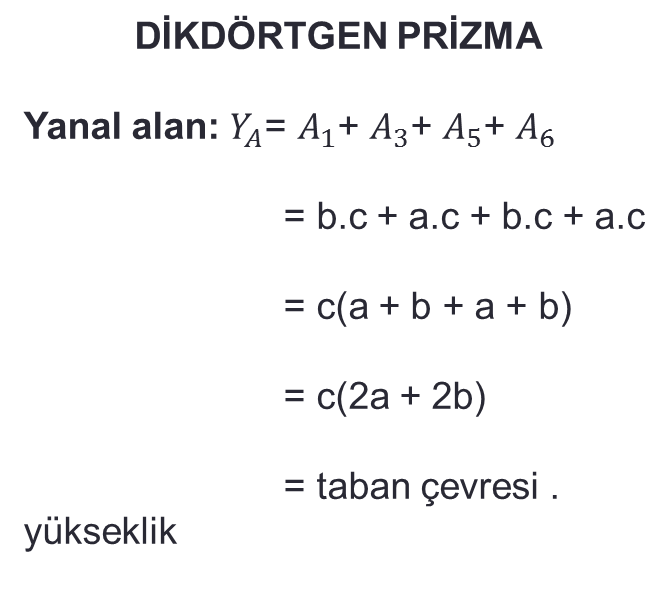 DİKDÖRTGEN PRİZMA
Yanal alan: Y_A= A_1+ A_3+ A_5+ A_6
= b.c + a.c + b.c + a.c
= c(a + b + a + b)
= c(2a + 2b)
= taban çevresi .
yükseklik